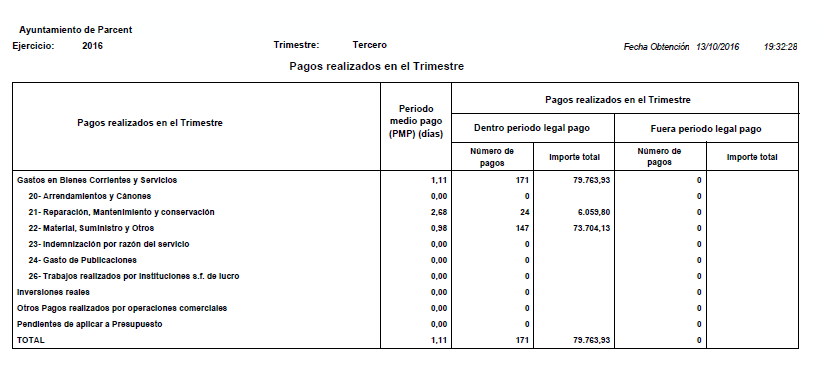 Ayuntamiento de Parcent
Ejercicio: 2016 Trimestre: Tercero Fecha Obtención 13/10/2016 19:32:28
Pagos realizados en el Trimestre
Pagos realizados en el Trimestre
Periodo
medio pago
(PMP) (días)
Pagos realizados en el Trimestre
Dentro periodo legal pago Fuera periodo legal pago
Número de
pagos
Importe total
Número de
pagos
Importe total
Gastos en Bienes Corrientes y Servicios 1,11 171 79.763,93 0
20- Arrendamientos y Cánones 0,00 0 0
21- Reparación, Mantenimiento y conservación 2,68 24 6.059,80 0
22- Material, Suministro y Otros 0,98 147 73.704,13 0
23- Indemnización por razón del servicio 0,00 0 0
24- Gasto de Publicaciones 0,00 0 0
26- Trabajos realizados por Instituciones s.f. de lucro 0,00 0 0
Inversiones reales 0,00 0 0
Otros Pagos realizados por operaciones comerciales 0,00 0 0
Pendientes de aplicar a Presupuesto 0,00 0 0
TOTAL 1,11 171 79.763,93 0